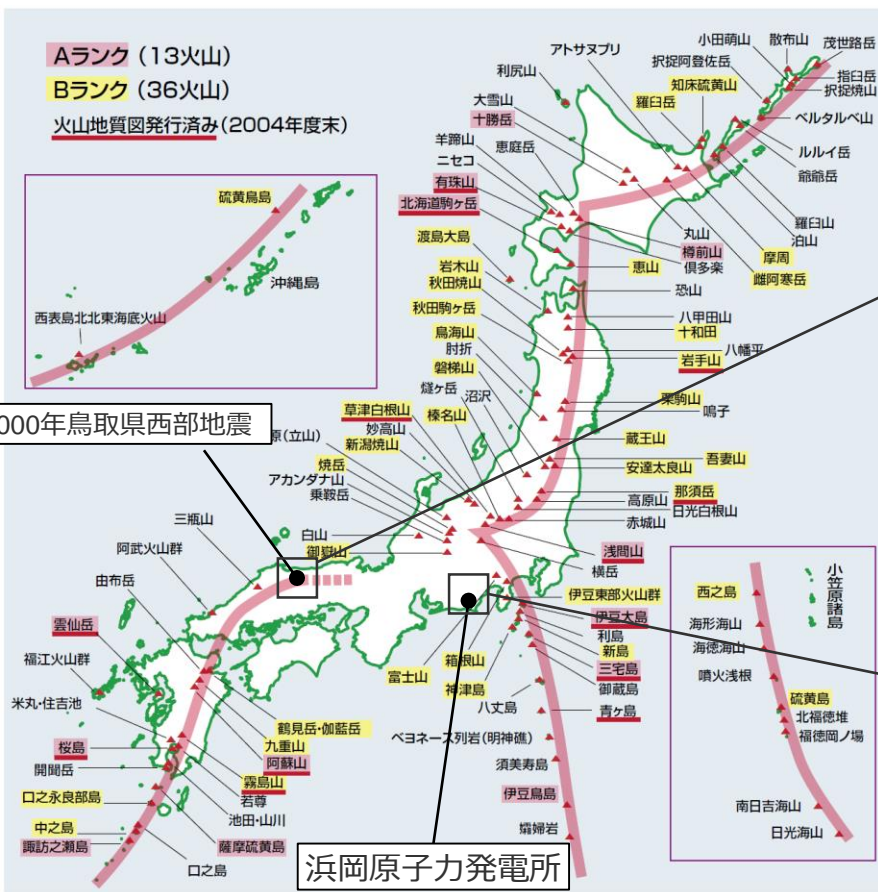 Aランク (13火山)
Bランク (36火山)
火山地質図発行済み(2004年度末)
硫黄鳥島
沖縄島
西表島北北東海底火山
000年鳥取県西部地震
アトサヌプリ
利尻山
大雪山
十勝岳
羊蹄山
恵庭岳
ニセコ
有珠山
北海道駒ヶ岳
渡島大島
岩木山
秋田焼山
秋田駒ヶ岳
鳥海山
肘折
磐梯山
燧ヶ岳
沼沢
小田萌山
散布山
茂世路岳
択捉阿登佐岳
指臼岳
知床硫黄山
択捉焼山
羅臼岳
ベルタルベ山
ルルイ岳
爺爺岳
羅臼山
泊山
丸山
摩周
樽前山
倶多楽
雌阿寒岳
恵山
恐山
八甲田山
十和田
八幡平
岩手山
栗駒山
鳴子
蔵王山
吾妻山
安達太良山
那須岳
高原山
日光白根山
赤城山
草津白根山
榛名山
妙高山
新潟焼山
原(立山)
焼岳
アカンダナ山
乗鞍岳
白山
御嶽山
浅間山
横岳
三瓶山
阿武火山群
由布岳
雲仙岳
福江火山群
米丸・住吉池
桜島
開聞岳
口之永良部島
中之島
諏訪之瀬島
口之島
薩摩硫黄島
池田・山川
若尊
霧島山
阿蘇山
九重山
鶴見岳・伽藍岳
富士山
箱根山
神津島
伊豆東部火山群
伊豆大島
利島
新島
三宅島
御蔵島
八丈島
青ヶ島
ベヨネース列岩(明神礁)
須美寿島
伊豆鳥島
孀婦岩
浜岡原子力発電所
小笠原諸島
西之島
海形海山
海徳海山
噴火浅根
硫黄島
北福徳堆
福徳岡ノ場
南日吉海山
日光海山